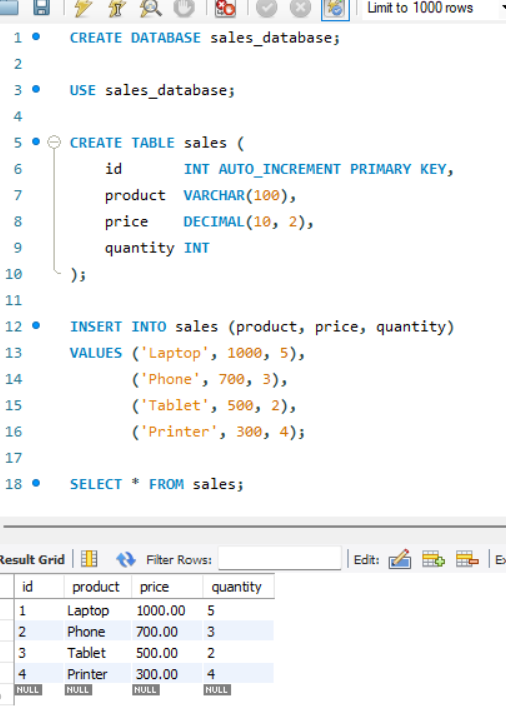 Limit to 1000 rows
1 CREATE DATABASE sales_database;
2
3 USE sales_database;
4
5 CREATE TABLE sales (
6 id INT AUTO_INCREMENT PRIMARY KEY,
7 product VARCHAR(100),
8 price DECIMAL(10, 2),
9 quantity INT
10 );
11
12 INSERT INTO sales (product, price, quantity)
13 VALUES ('Laptop', 1000, 5),
14 ('Phone', 700, 3),
15 ('Tablet', 500, 2),
16 ('Printer', 300, 4);
17
18 SELECT * FROM sales;
Result Grid Filter Rows: Edit:
id product price quantity
1 Laptop 1000.00 5
2 Phone 700.00 3
3 Tablet 500.00 2
4 Printer 300.00 4
NULL NULL NULL NULL